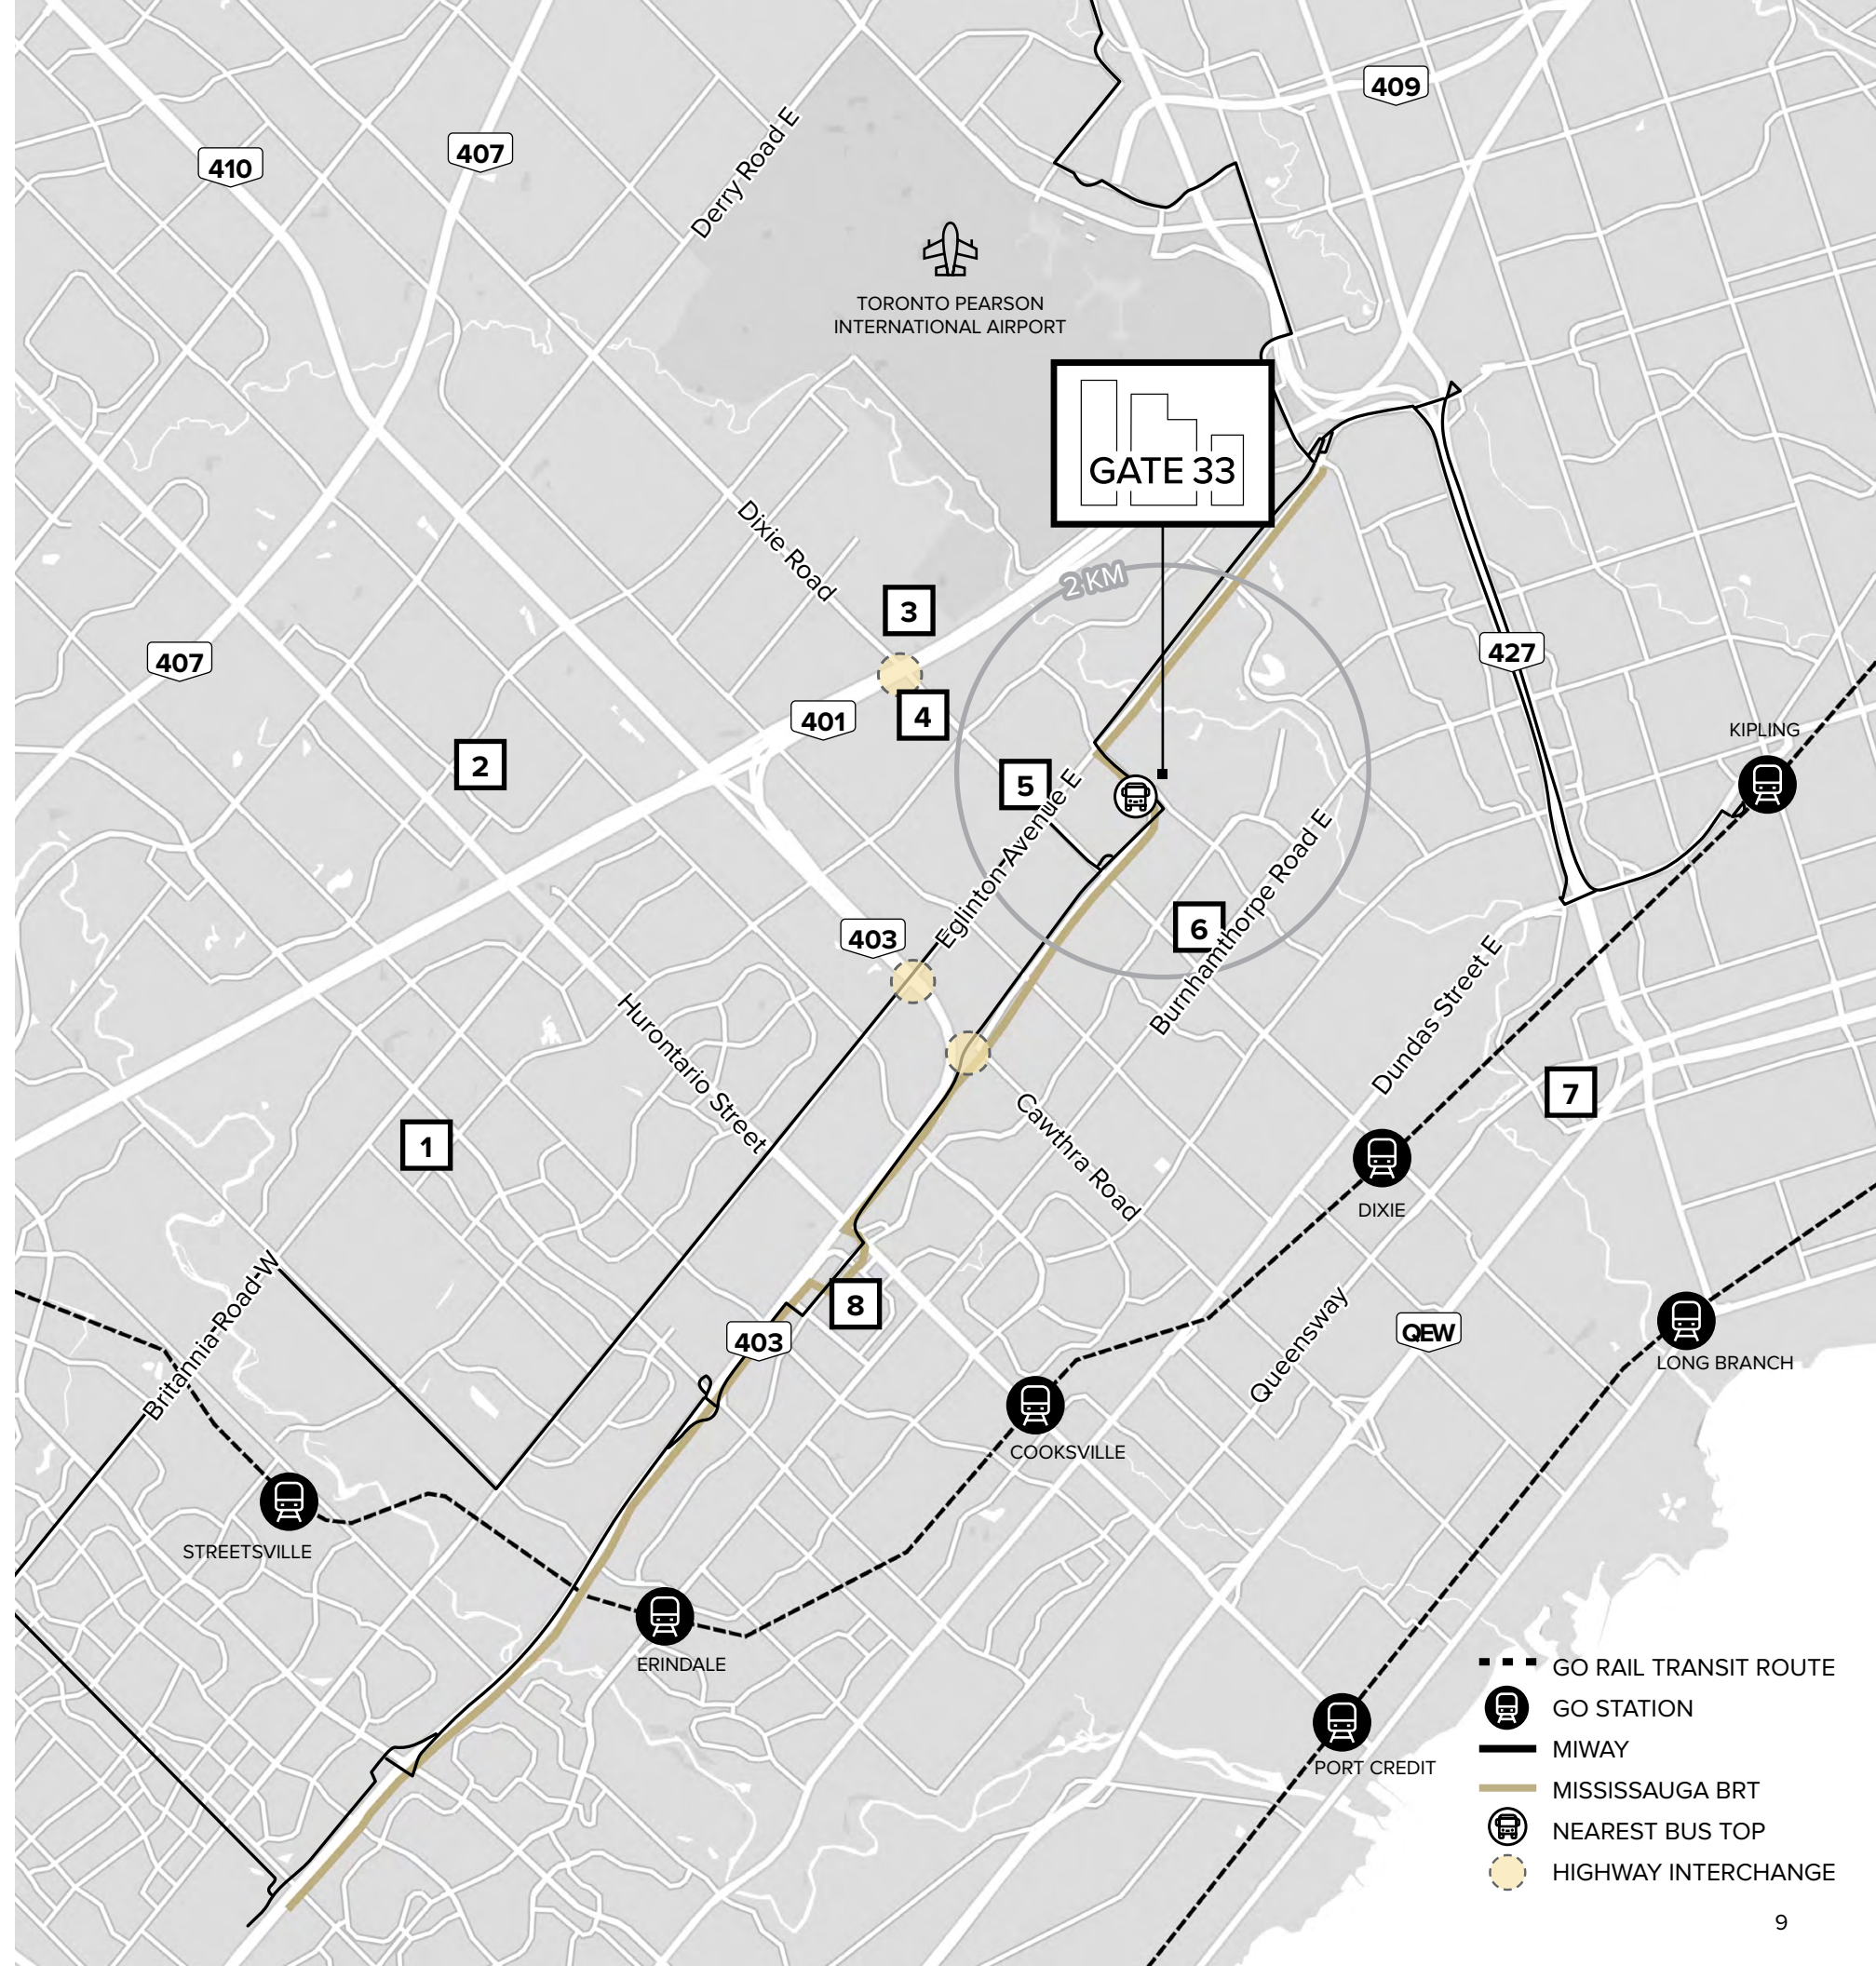 409
407
410
Derry Road E
TORONTO PEARSON
INTERNATIONAL AIRPORT
GATE 33
Dixie Road
2 KM
3
407
427
401
4
KIPLING
2
5
Eglinton Avenue E
Burnhamthorpe Road E
403
6
Dundas Street E
Hurontario Street
7
1
Cawthra Road
DIXIE
Britannia Road W
8
403
Queensway
QEW
LONG BRANCH
COOKSVILLE
STREETSVILLE
ERINDALE
PORT CREDIT
GO RAIL TRANSIT ROUTE
GO STATION
MIWAY
MISSISSAUGA BRT
NEAREST BUS TOP
HIGHWAY INTERCHANGE
9